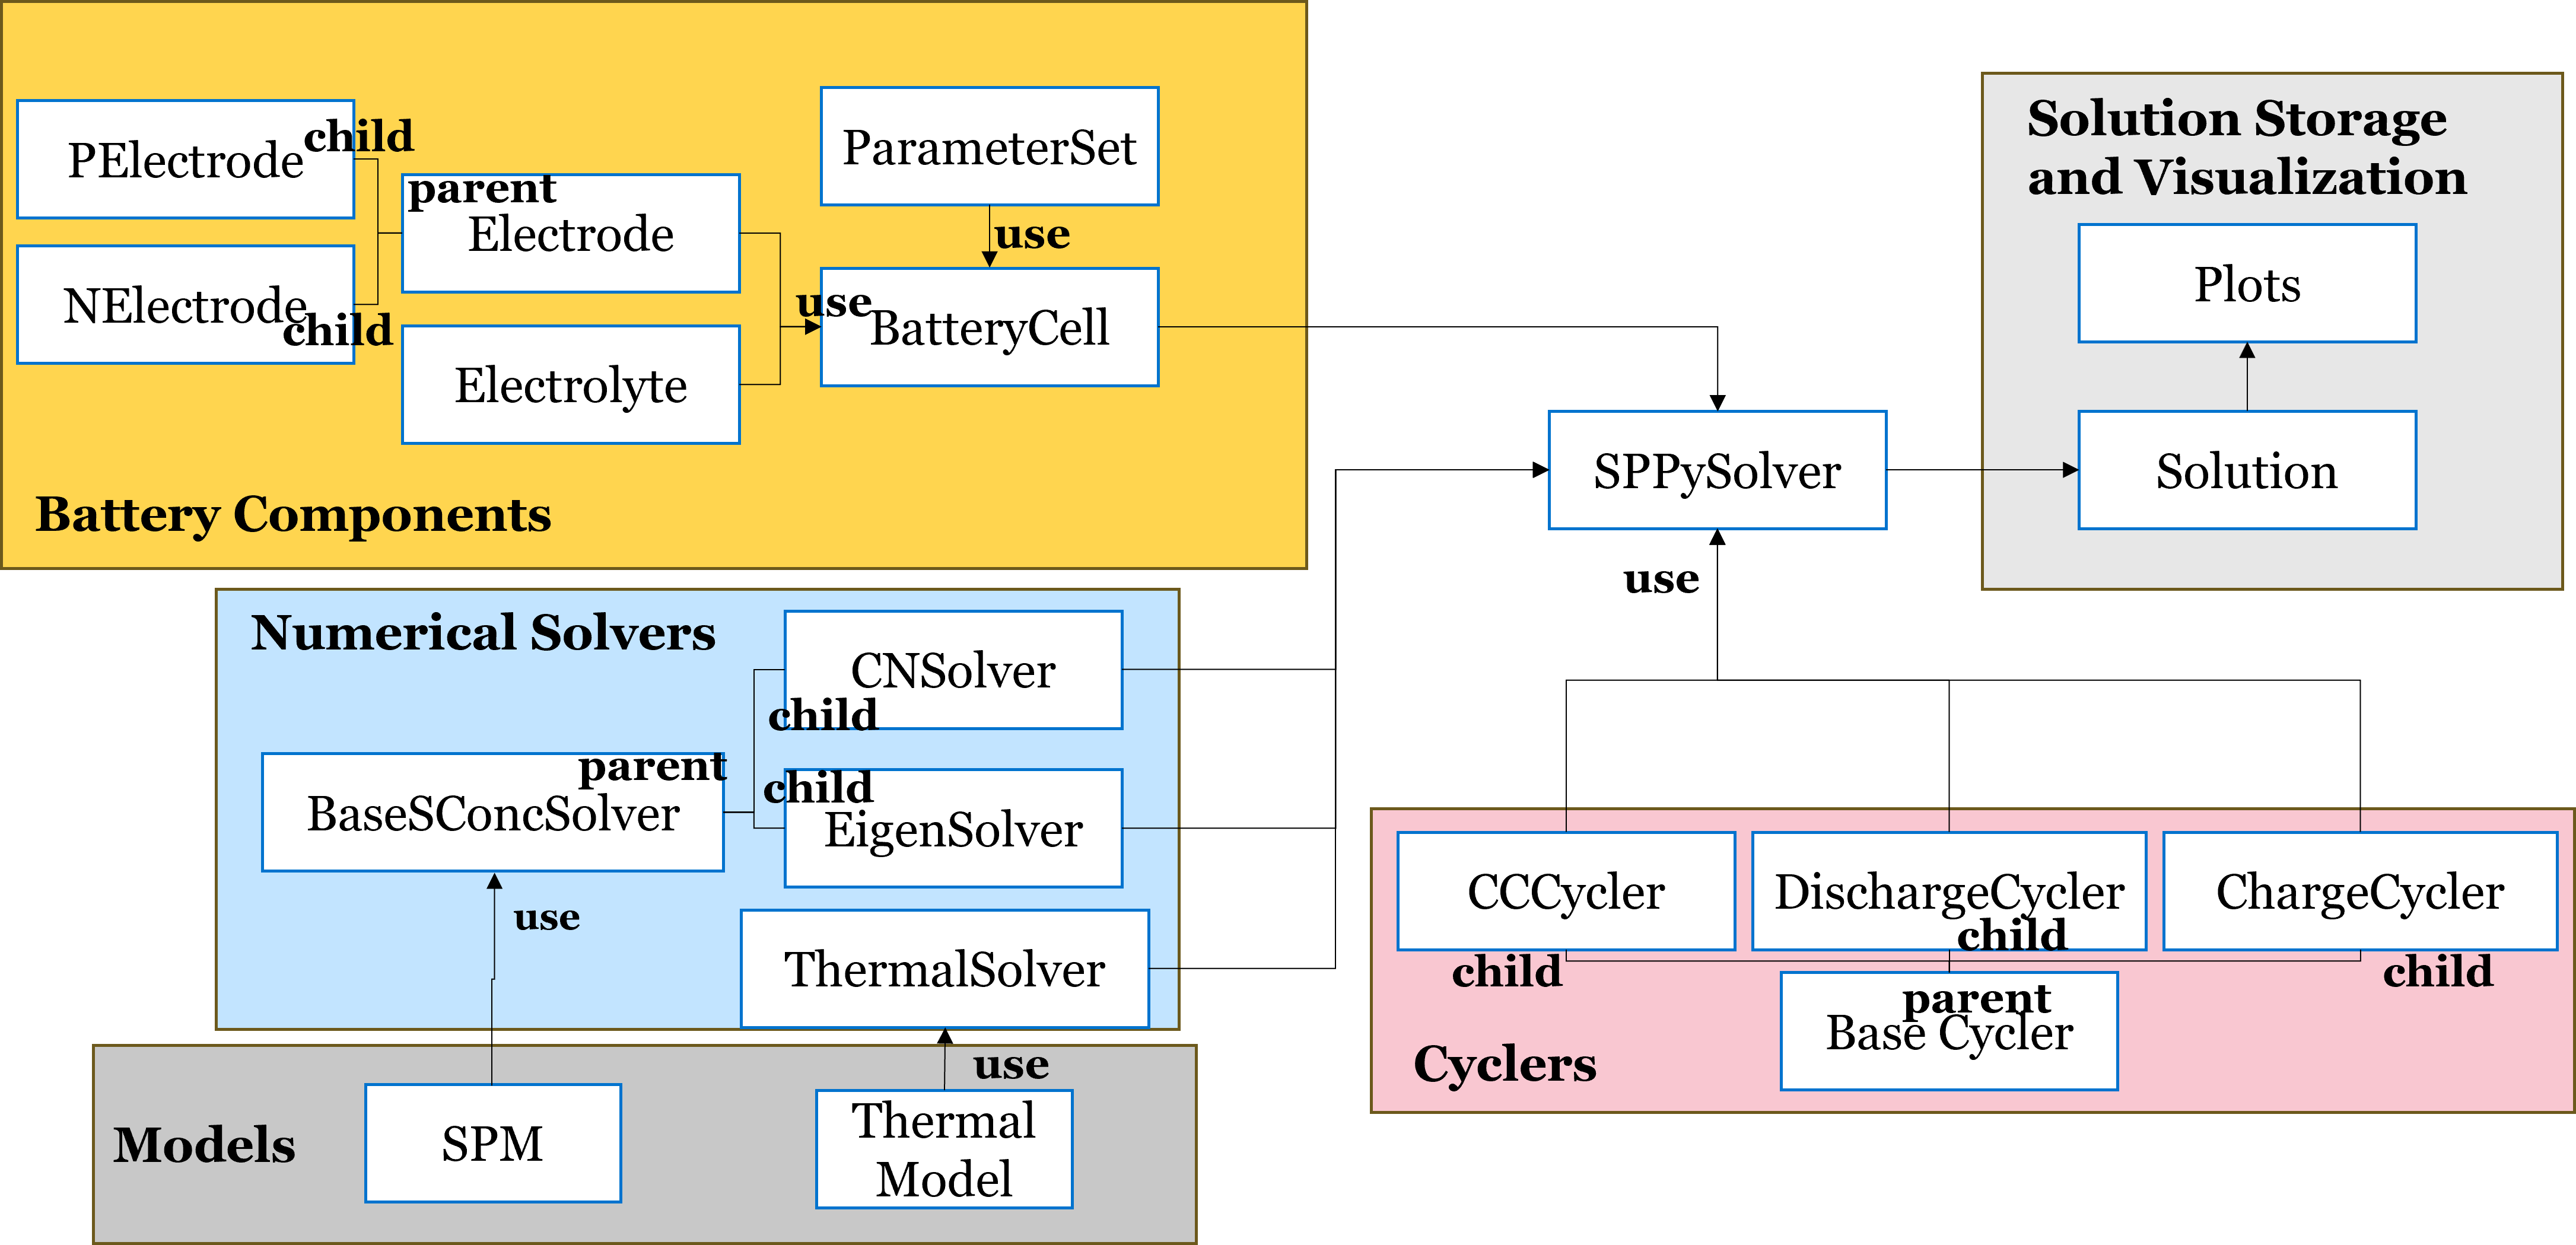 PElectrode
child
NElectrode
child
parent
Electrode
Electrolyte
ParameterSet
use
use
BatteryCell
Battery Components
Numerical Solvers
CNSolver
child
parent
BaseSConcSolver
child
EigenSolver
use
ThermalSolver
Models
SPM
use
Thermal
Model
SPPySolver
use
Solution Storage
and Visualization
Plots
Solution
CCCycler
DischargeCycler
ChargeCycler
child
child
child
parent
Base Cycler
Cyclers